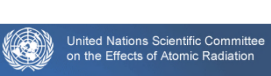 United Nations Scientific Committee
on the Effects of Atomic Radiation